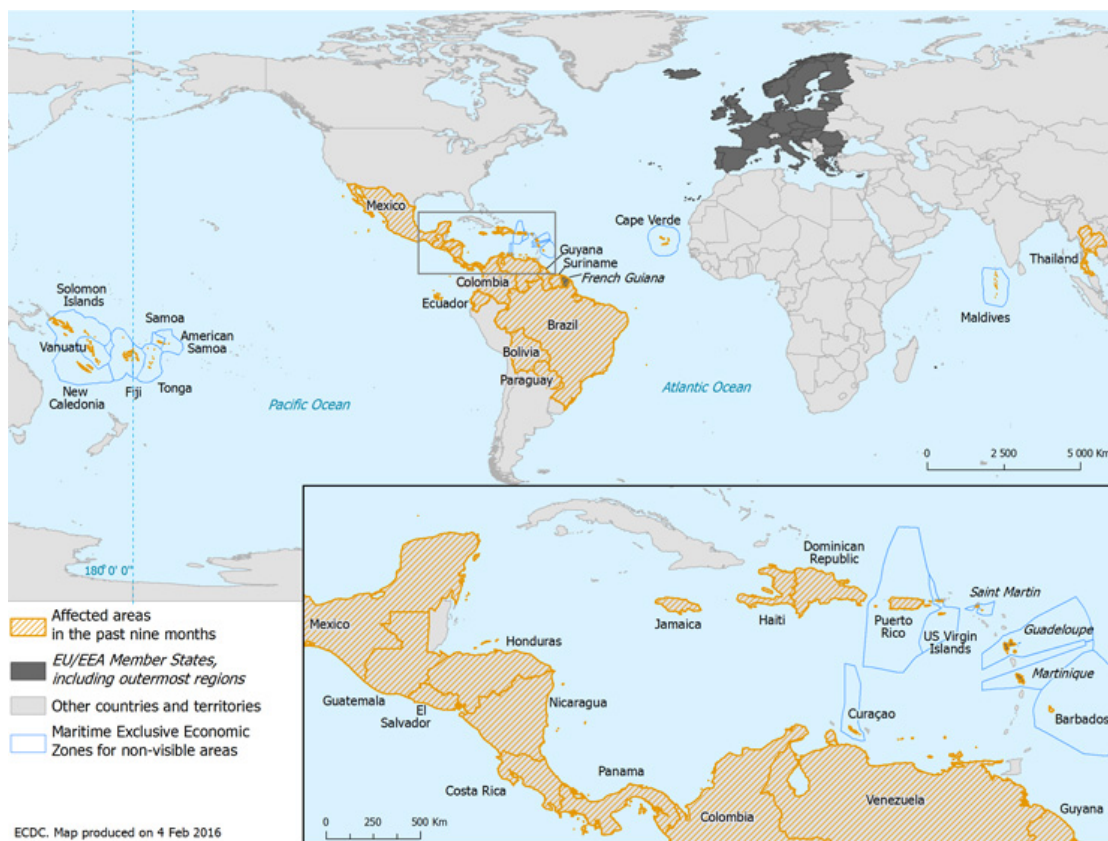 Mexico
Cape Verde
Guyana
Suriname
French Guiana
Colombia
Thailand
Ecuador
Maldives
Solomon
Islands
Samoa
American
Samoa
Vanuatu
New
Caledonia
Fiji
Tonga
Brazil
Bolivia
Paraguay
Pacific Ocean
Atlantic Ocean
0 2 500 5 000 Km
180° 0' 0"
Dominican
Republic
Saint Martin
Jamaica
Haiti
Puerto
Rico
US Virgin
Islands
Guadeloupe
Mexico
Honduras
Martinique
Guatemala
El
Salvador
Nicaragua
Curaçao
Barbados
Panama
Costa Rica
Venezuela
Colombia
Guyana
0 500 Km
Affected areas
in the past nine months
EU/EEA Member States,
including outermost regions
Other countries and territories
Maritime Exclusive Economic
Zones for non-visible areas
ECDC. Map produced on 4 Feb 2016